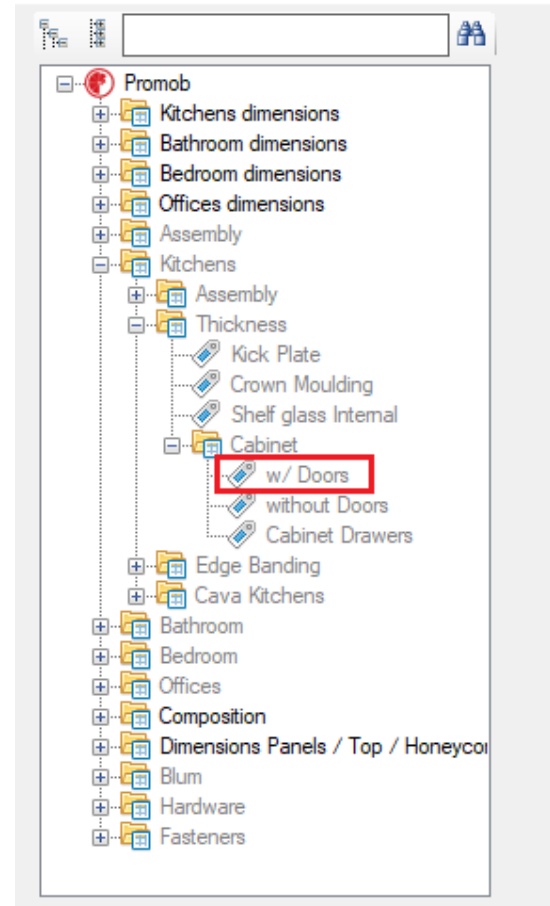 Promob
Kitchens dimensions
Bathroom dimensions
Bedroom dimensions
Offices dimensions
Assembly
Kitchens
Assembly
Thickness
Kick Plate
Crown Moulding
Shelf glass Internal
Cabinet
w/ Doors
without Doors
Cabinet Drawers
Edge Banding
Cava Kitchens
Bathroom
Bedroom
Offices
Composition
Dimensions Panels / Top / Honeycor
Blum
Hardware
Fasteners